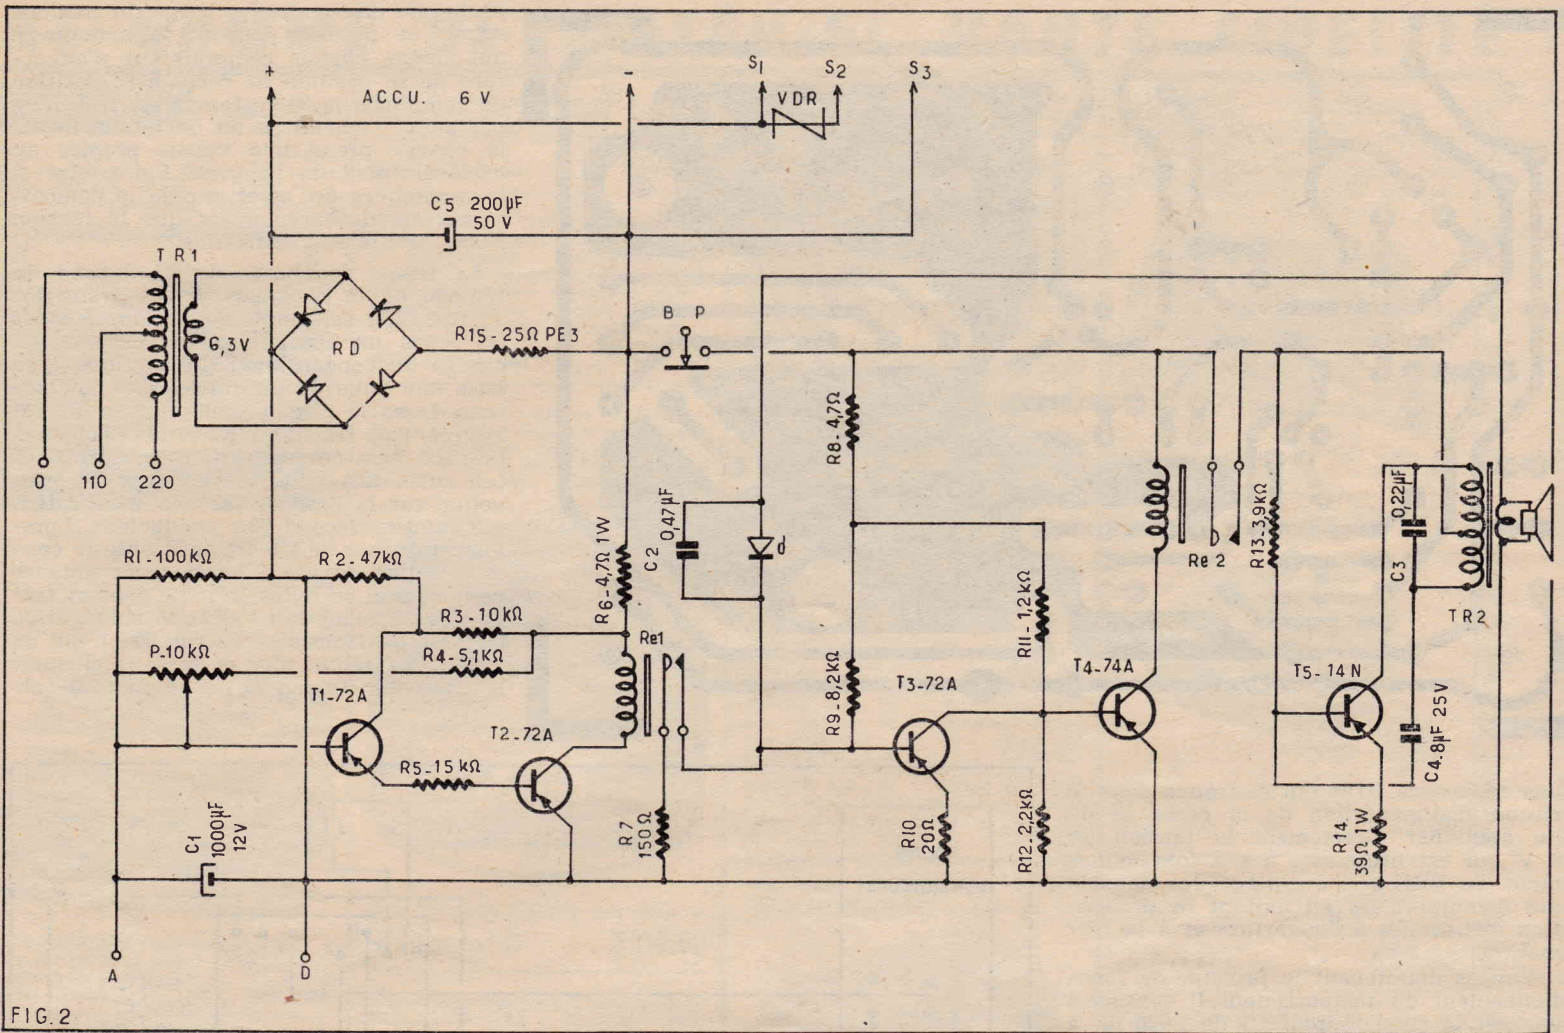 +
-
S1
S2
S3
ACCU. 6 V
VDR
C5 200µF
50 V
TR1
6,3V
RD
R15-25Ω PE3
B P
0
110
220
R8-4,7Ω
C2 0,47µF
d
R13-3,9kΩ
Re 2
C3 0,22µF
TR2
R1-100kΩ
R2-47kΩ
R6-4,7Ω 1W
R3-10kΩ
R4-5,1KΩ
Re1
P-10kΩ
R11-1,2kΩ
T1-72A
T2-72A
R9-8,2kΩ
T3-72A
T4-74A
T5-14N
R5-15kΩ
C4.8µF 25V
C1
1000µF
12V
R7
150Ω
R10
20Ω
R12-2,2kΩ
R14.
39Ω 1W
A
D
FIG.2